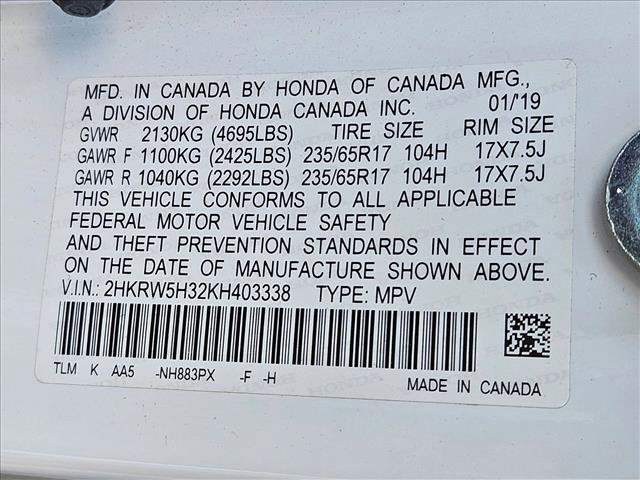 MFD. IN CANADA BY HONDA OF CANADA MFG.,
A DIVISION OF HONDA CANADA INC. 01/'19
GVWR 2130KG (4695LBS) TIRE SIZE RIM SIZE
GAWR F 1100KG (2425LBS) 235/65R17 104H 17X7.5J
GAWR R 1040KG (2292LBS) 235/65R17 104H 17X7.5J
THIS VEHICLE CONFORMS TO ALL APPLICABLE
FEDERAL MOTOR VEHICLE SAFETY
AND THEFT PREVENTION STANDARDS IN EFFECT
ON THE DATE OF MANUFACTURE SHOWN ABOVE.
V.I.N.: 2HKRW5H32KH403338 TYPE: MPV
TLM K AA5 -NH883PX -F -H
MADE IN CANADA